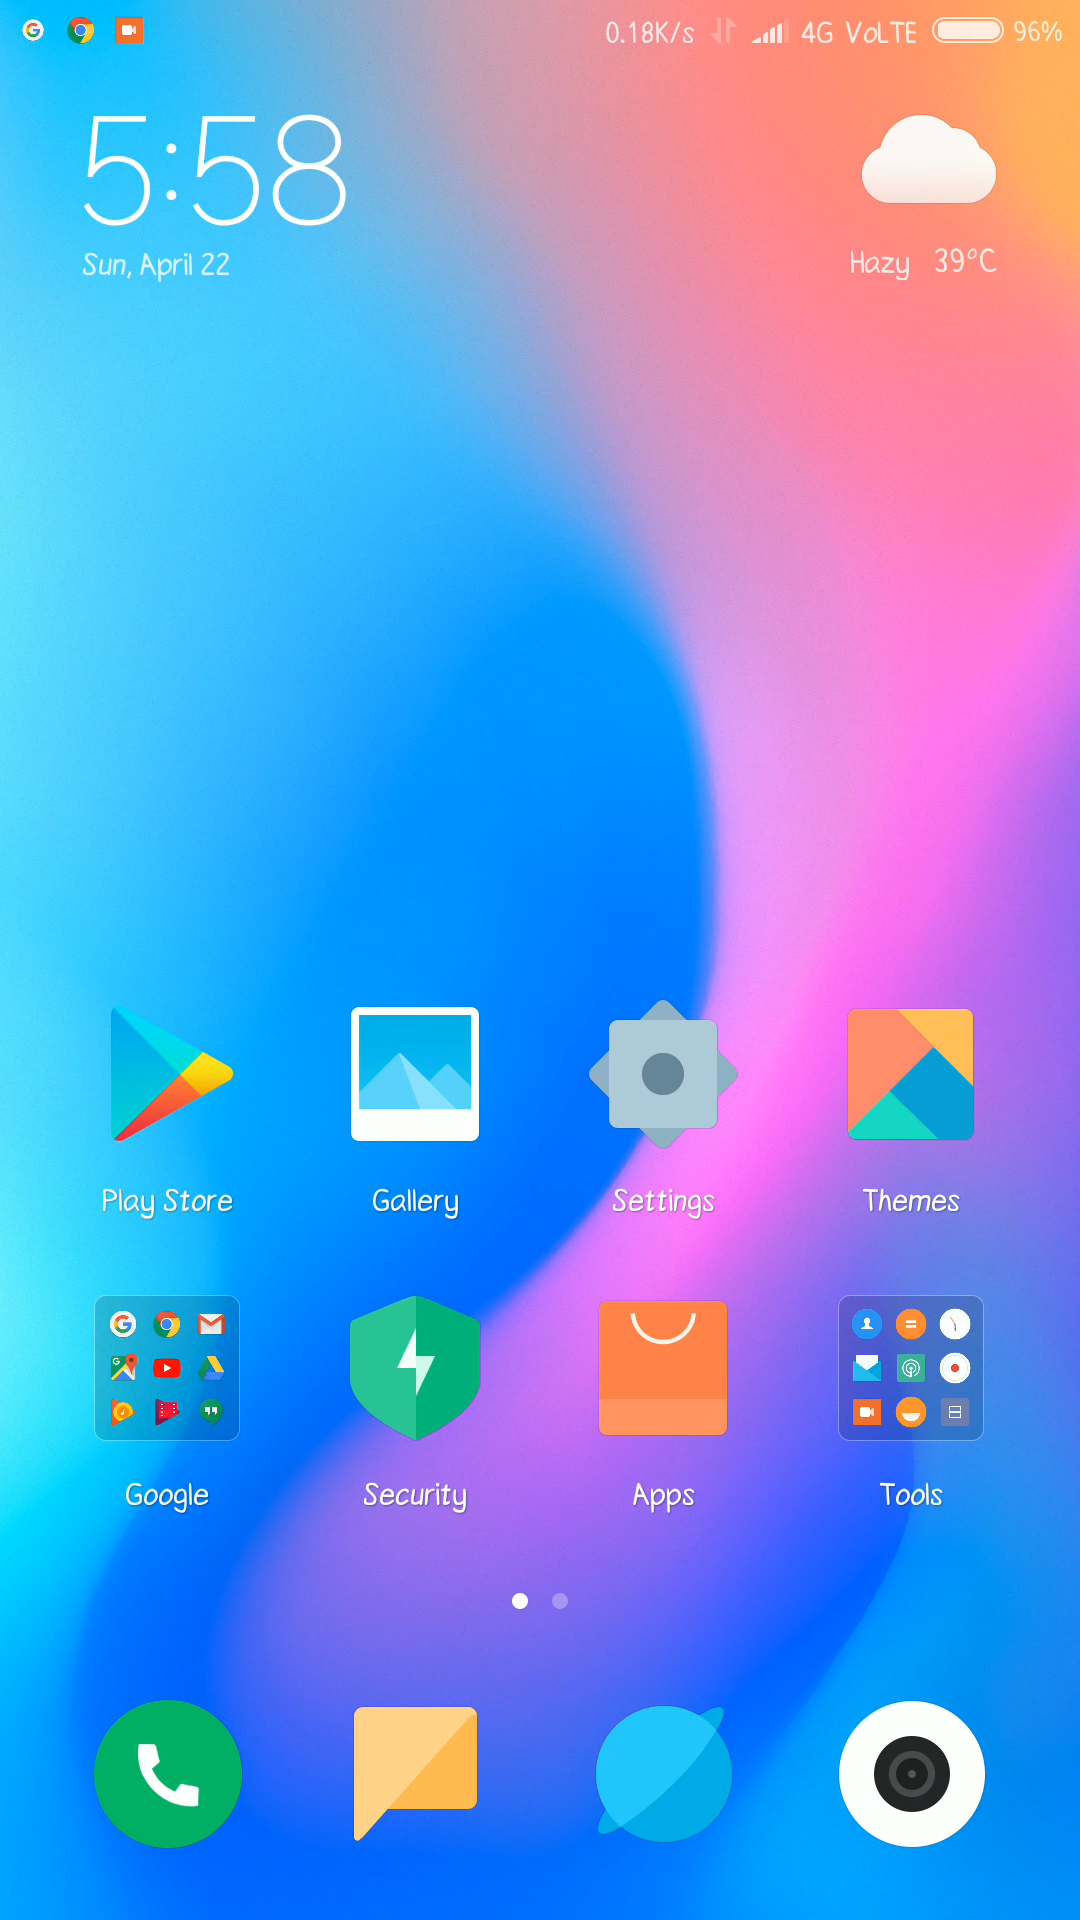 0.18K/s 4G VoLTE 96%
5:58
Sun, April 22
Hazy 39°C
Play Store Gallery Settings Themes
Google Security Apps Tools